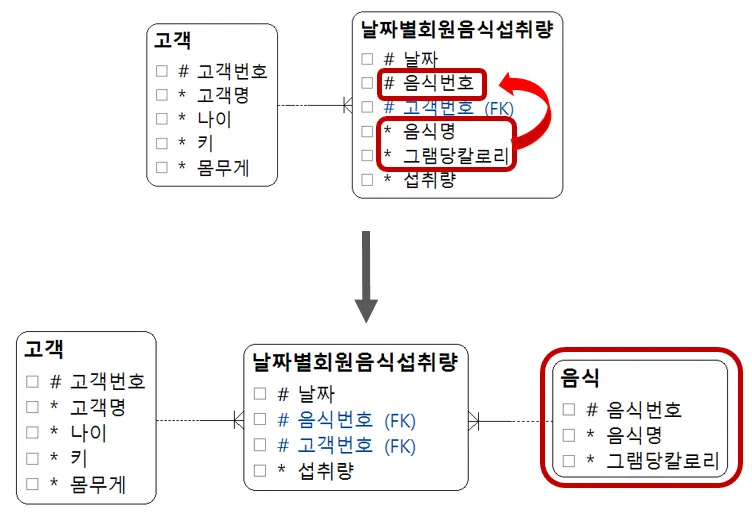 고객
# 고객번호
* 고객명
* 나이
* 키
* 몸무게
날짜별회원음식섭취량
# 날짜
# 음식번호
# 고객번호 (FK)
* 음식명
* 그램당칼로리
* 섭취량
고객
# 고객번호
* 고객명
* 나이
* 키
* 몸무게
날짜별회원음식섭취량
# 날짜
# 음식번호 (FK)
# 고객번호 (FK)
* 섭취량
음식
# 음식번호
* 음식명
* 그램당칼로리